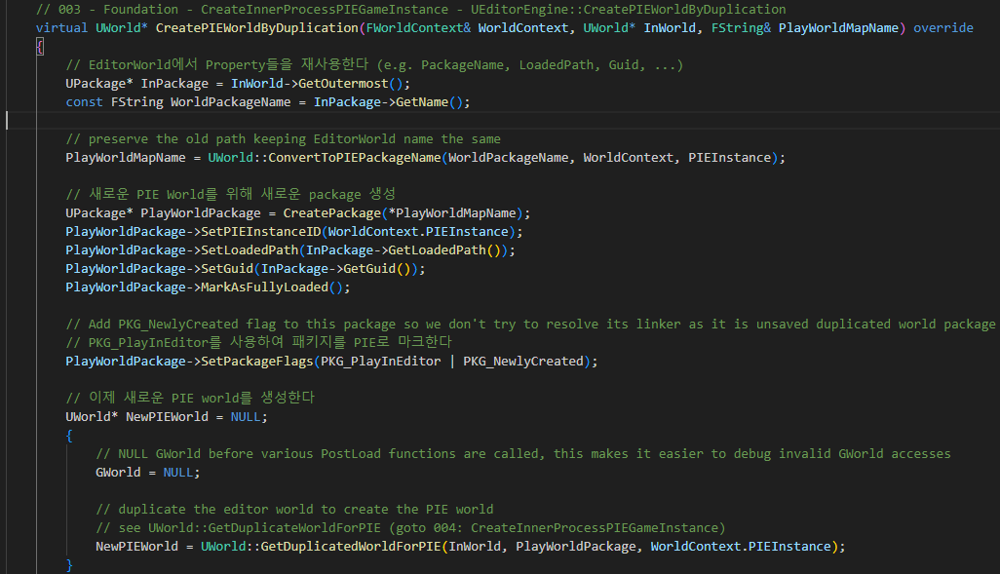 // 003 - Foundation - CreateInnerProcessPIEGameInstance - UEditorEngine::CreatePIEWorldByDuplication
virtual UWorld* CreatePIEWorldByDuplication(FWorldContext& WorldContext, UWorld* InWorld, FString& PlayWorldMapName) override
{
// EditorWorld에서 Property들을 재사용한다 (e.g. PackageName, LoadedPath, Guid, ...)
UPackage* InPackage = InWorld->GetOutermost();
const FString WorldPackageName = InPackage->GetName();
// preserve the old path keeping EditorWorld name the same
PlayWorldMapName = UWorld::ConvertToPIEPackageName(WorldPackageName, WorldContext, PIEInstance);
// 새로운 PIE World를 위해 새로운 package 생성
UPackage* PlayWorldPackage = CreatePackage(*PlayWorldMapName);
PlayWorldPackage->SetPIEInstanceID(WorldContext.PIEInstance);
PlayWorldPackage->SetLoadedPath(InPackage->GetLoadedPath());
PlayWorldPackage->SetGuid(InPackage->GetGuid());
PlayWorldPackage->MarkAsFullyLoaded();
// Add PKG_NewlyCreated flag to this package so we don't try to resolve its linker as it is unsaved duplicated world package
// PKG_PlayInEditor를 사용하여 패키지를 PIE로 마크한다
PlayWorldPackage->SetPackageFlags(PKG_PlayInEditor | PKG_NewlyCreated);
// 이제 새로운 PIE world를 생성한다
UWorld* NewPIEWorld = NULL;
{
// NULL GWorld before various PostLoad functions are called, this makes it easier to debug invalid GWorld accesses
GWorld = NULL;
// duplicate the editor world to create the PIE world
// see UWorld::GetDuplicateWorldForPIE (goto 004: CreateInnerProcessPIEGameInstance)
NewPIEWorld = UWorld::GetDuplicatedWorldForPIE(InWorld, PlayWorldPackage, WorldContext.PIEInstance);
}